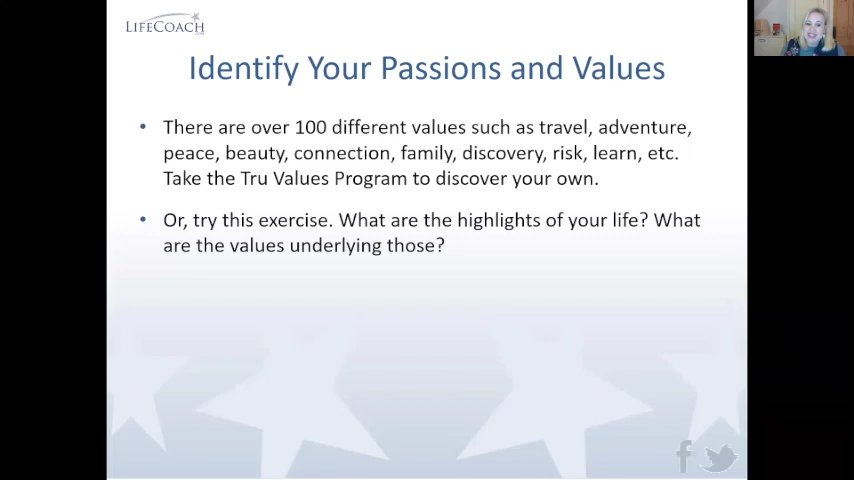 LIFECOACH
Identify Your Passions and Values
• There are over 100 different values such as travel, adventure,
peace, beauty, connection, family, discovery, risk, learn, etc.
Take the Tru Values Program to discover your own.
• Or, try this exercise. What are the highlights of your life? What
are the values underlying those?